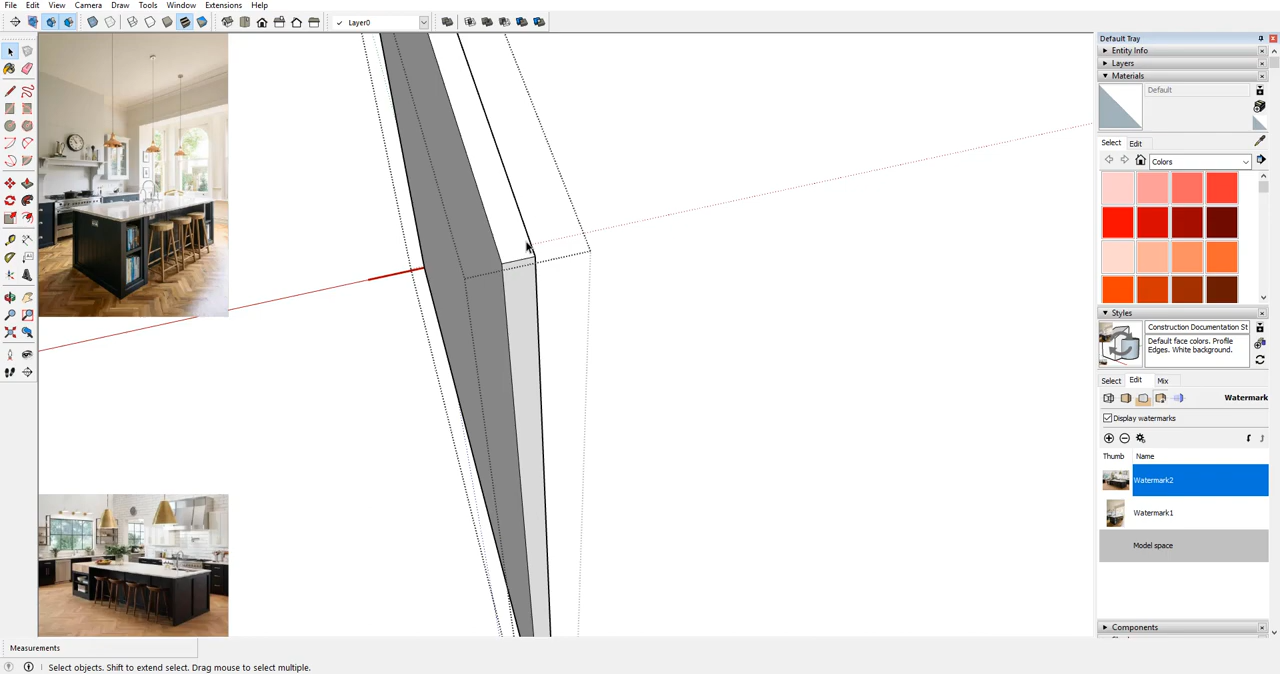 File Edit View Camera Draw Tools Window Extensions Help
Layer0
Default Tray
Entity Info
Layers
Materials
Default
Select Edit
Colors
Styles
Construction Documentation St
Default face colors. Profile
Edges. White background.
Select Edit Mix
Watermark
Display watermarks
Thumb Name
Watermark2
Watermark1
Model space
Components
Measurements
Select objects. Shift to extend select. Drag mouse to select multiple.